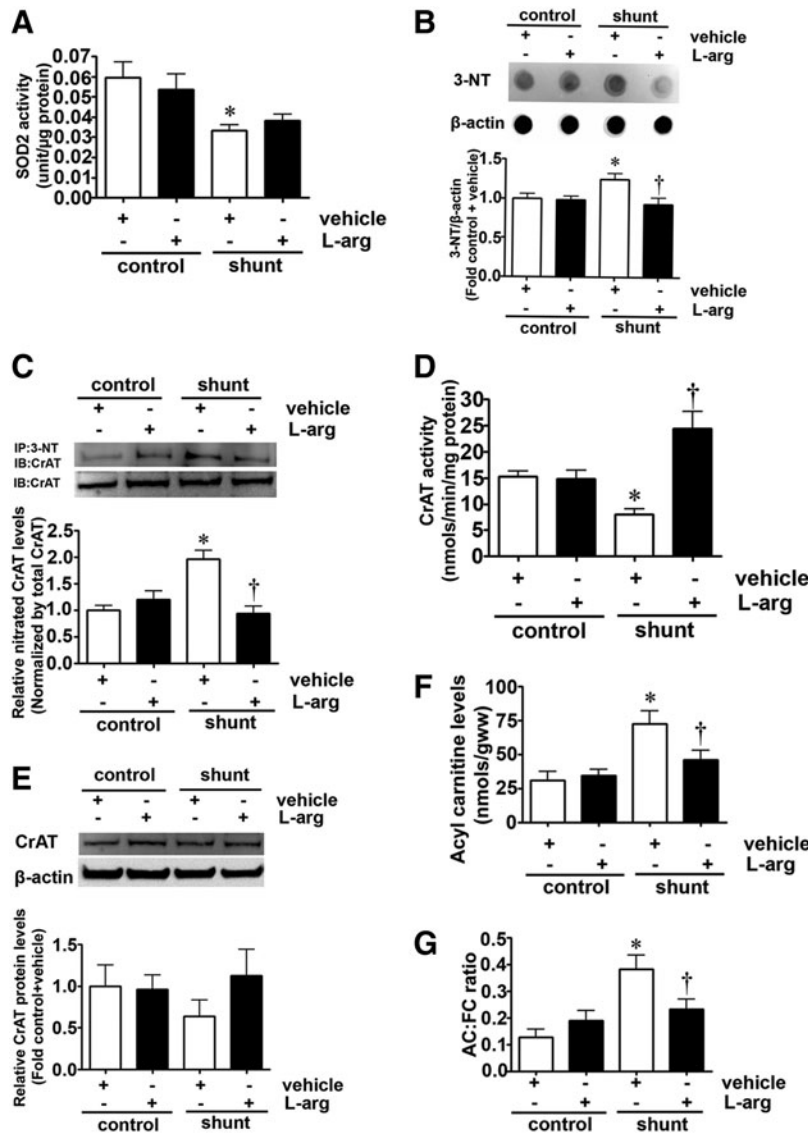 A
SOD2 activity
(unit/μg protein)
0.07
0.06
0.05
0.04
0.03
0.02
0.01
0.00
*
+ - + - vehicle
- + - + L-arg
control shunt
B
control shunt
+ - + - vehicle
- + - + L-arg
3-NT
β-actin
3-NT/β-actin
(Fold control + vehicle)
1.5
1.0
0.5
0.0
* †
+ - + - vehicle
- + - + L-arg
control shunt
C
control shunt
+ - + - vehicle
- + - + L-arg
IP:3-NT
IB:CrAT
IB:CrAT
Relative nitrated CrAT levels
(Normalized by total CrAT)
2.5
2.0
1.5
1.0
0.5
0.0
* †
+ - + - vehicle
- + - + L-arg
control shunt
D
CrAT activity
(nmols/min/mg protein)
30
25
20
15
10
5
0
* †
+ - + - vehicle
- + - + L-arg
control shunt
E
control shunt
+ - + - vehicle
- + - + L-arg
CrAT
β-actin
Relative CrAT protein levels
(Fold control+vehicle)
1.5
1.0
0.5
0.0
+ - + - vehicle
- + - + L-arg
control shunt
F
Acyl carnitine levels
(nmols/gww)
100
75
50
25
0
* †
+ - + - vehicle
- + - + L-arg
control shunt
G
AC:FC ratio
0.5
0.4
0.3
0.2
0.1
0.0
* †
+ - + - vehicle
- + - + L-arg
control shunt